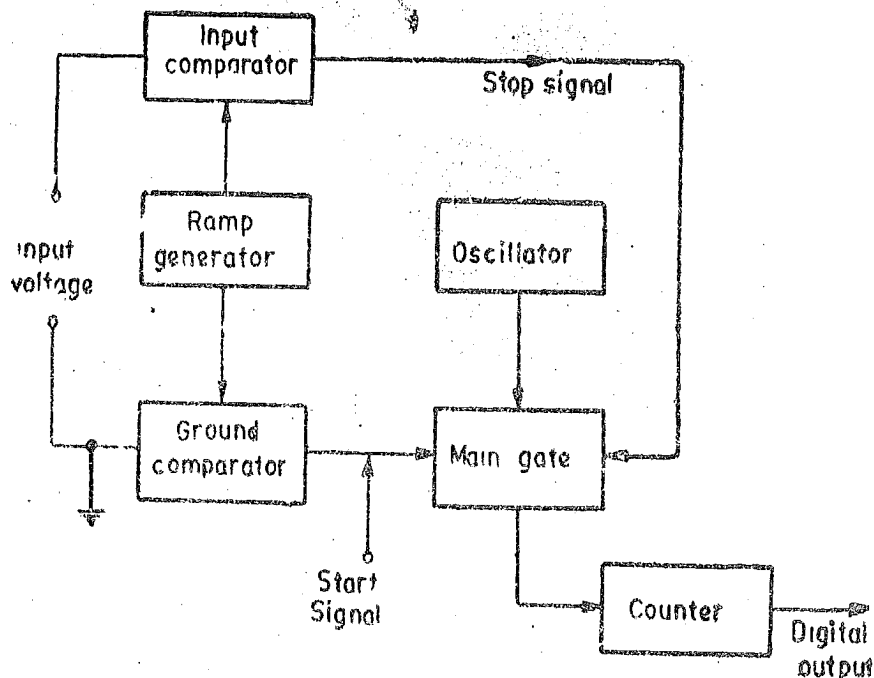 Input
comparator
Stop signal
Ramp
generator
Oscillator
Input
voltage
Ground
comparator
Main gate
Start
Signal
Counter
Digital
output